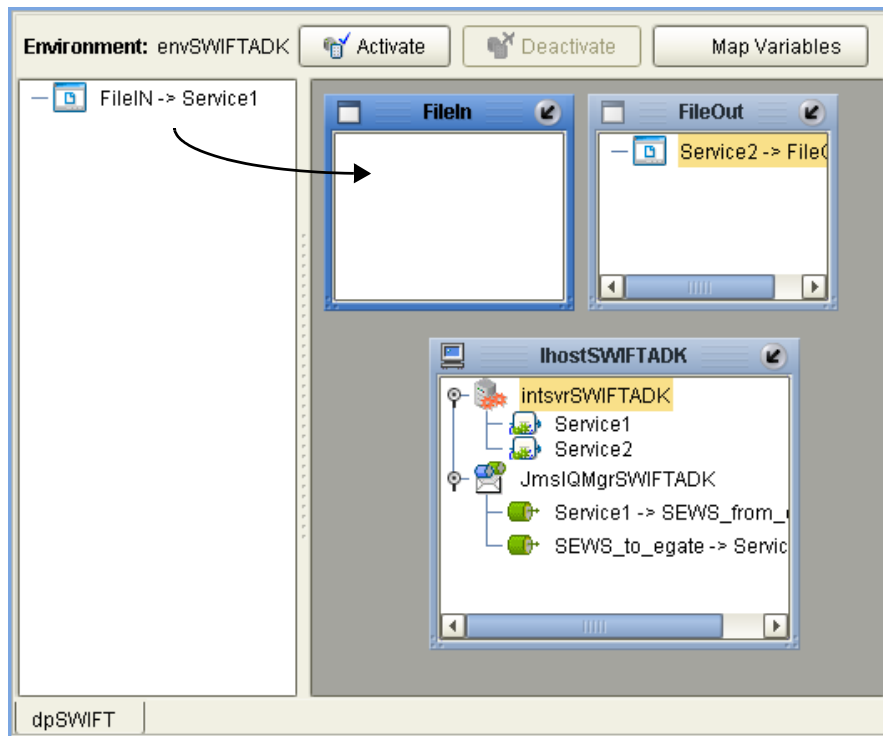 Environment: envSWIFTADK Activate Deactivate Map Variables
FileIN -> Service1
FileIn
FileOut
Service2 -> File
lhostSWIFTADK
intsvrSWIFTADK
Service1
Service2
JmsIQMgrSWIFTADK
Service1 -> SEWS_from_
SEWS_to_egate -> Servic
dpSWIFT